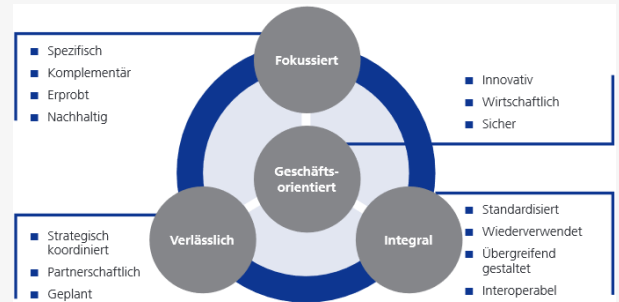 Fokussiert
Spezifisch
Komplementär
Erprobt
Nachhaltig
Innovativ
Wirtschaftlich
Sicher
Geschäfts-
orientiert
Verlässlich
Integral
Strategisch
koordiniert
Partnerschaftlich
Geplant
Standardisiert
Wiederverwendet
Übergreifend
gestaltet
Interoperabel